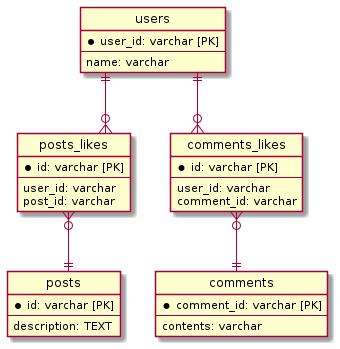 users
user_id: varchar [PK]
name: varchar
posts_likes
id: varchar [PK]
user_id: varchar
post_id: varchar
comments_likes
id: varchar [PK]
user_id: varchar
comment_id: varchar
posts
id: varchar [PK]
description: TEXT
comments
comment_id: varchar [PK]
contents: varchar